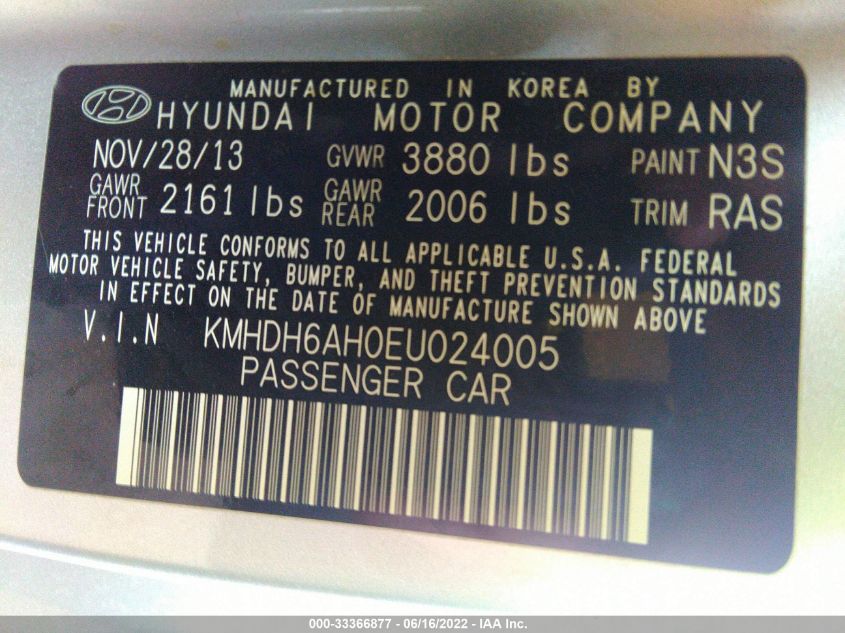 MANUFACTURED IN KOREA BY
HYUNDAI MOTOR COMPANY
NOV/28/13 GVWR 3880 lbs PAINT N3S
GAWR FRONT 2161 lbs GAWR REAR 2006 lbs TRIM RAS
THIS VEHICLE CONFORMS TO ALL APPLICABLE U.S.A. FEDERAL
MOTOR VEHICLE SAFETY, BUMPER, AND THEFT PREVENTION STANDARDS
IN EFFECT ON THE DATE OF MANUFACTURE SHOWN ABOVE
V.I.N KMHDH6AH0EU024005
PASSENGER CAR
000-33366877 - 06/16/2022 - IAA Inc.